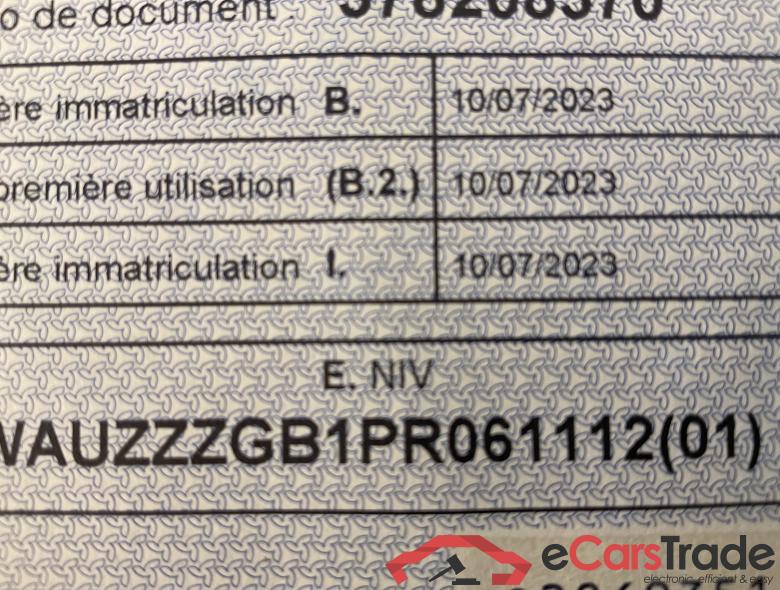 o de document :
ère immatriculation B. 10/07/2023
première utilisation (B.2.) 10/07/2023
ère immatriculation I. 10/07/2023
E. NIV
WAUZZZGB1PR061112(01)
eCarsTrade
electronic, efficient & easy